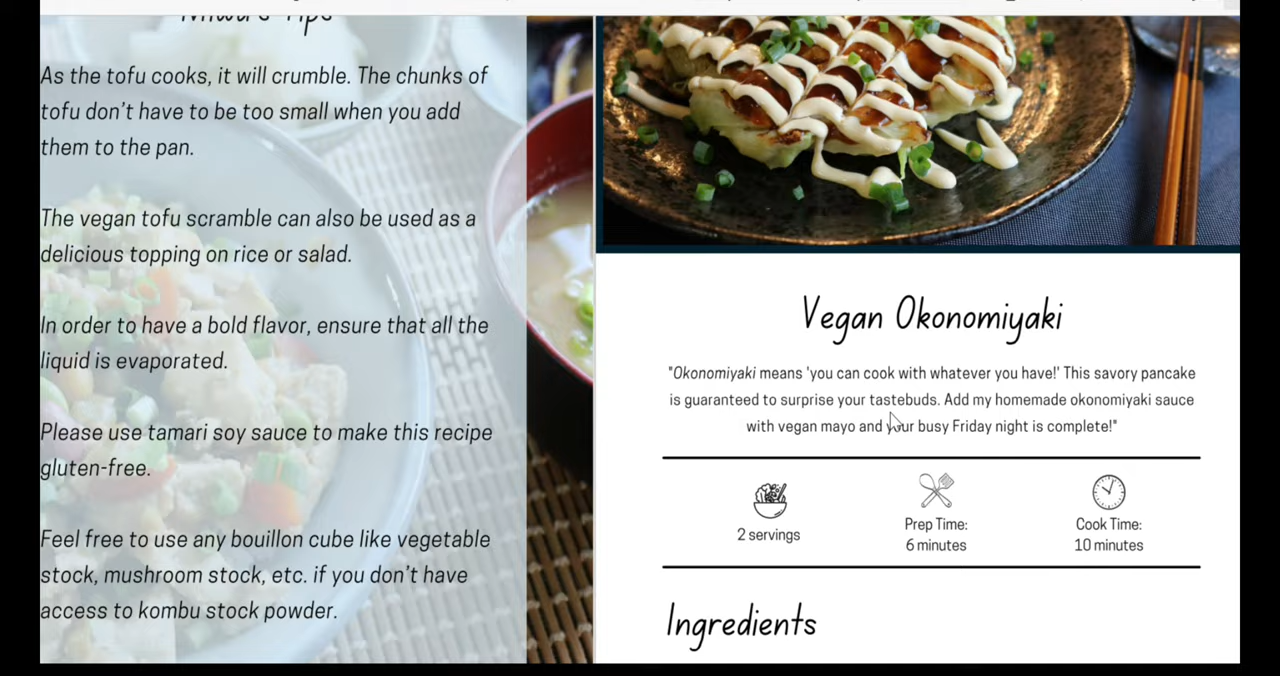 As the tofu cooks, it will crumble. The chunks of
tofu don't have to be too small when you add
them to the pan.
The vegan tofu scramble can also be used as a
delicious topping on rice or salad.
In order to have a bold flavor, ensure that all the
liquid is evaporated.
Please use tamari soy sauce to make this recipe
gluten-free.
Feel free to use any bouillon cube like vegetable
stock, mushroom stock, etc. if you don't have
access to kombu stock powder.
Vegan Okonomiyaki
"Okonomiyaki means 'you can cook with whatever you have!' This savory pancake
is guaranteed to surprise your tastebuds. Add my homemade okonomiyaki sauce
with vegan mayo and your busy Friday night is complete!"
2 servings
Prep Time:
6 minutes
Cook Time:
10 minutes
Ingredients